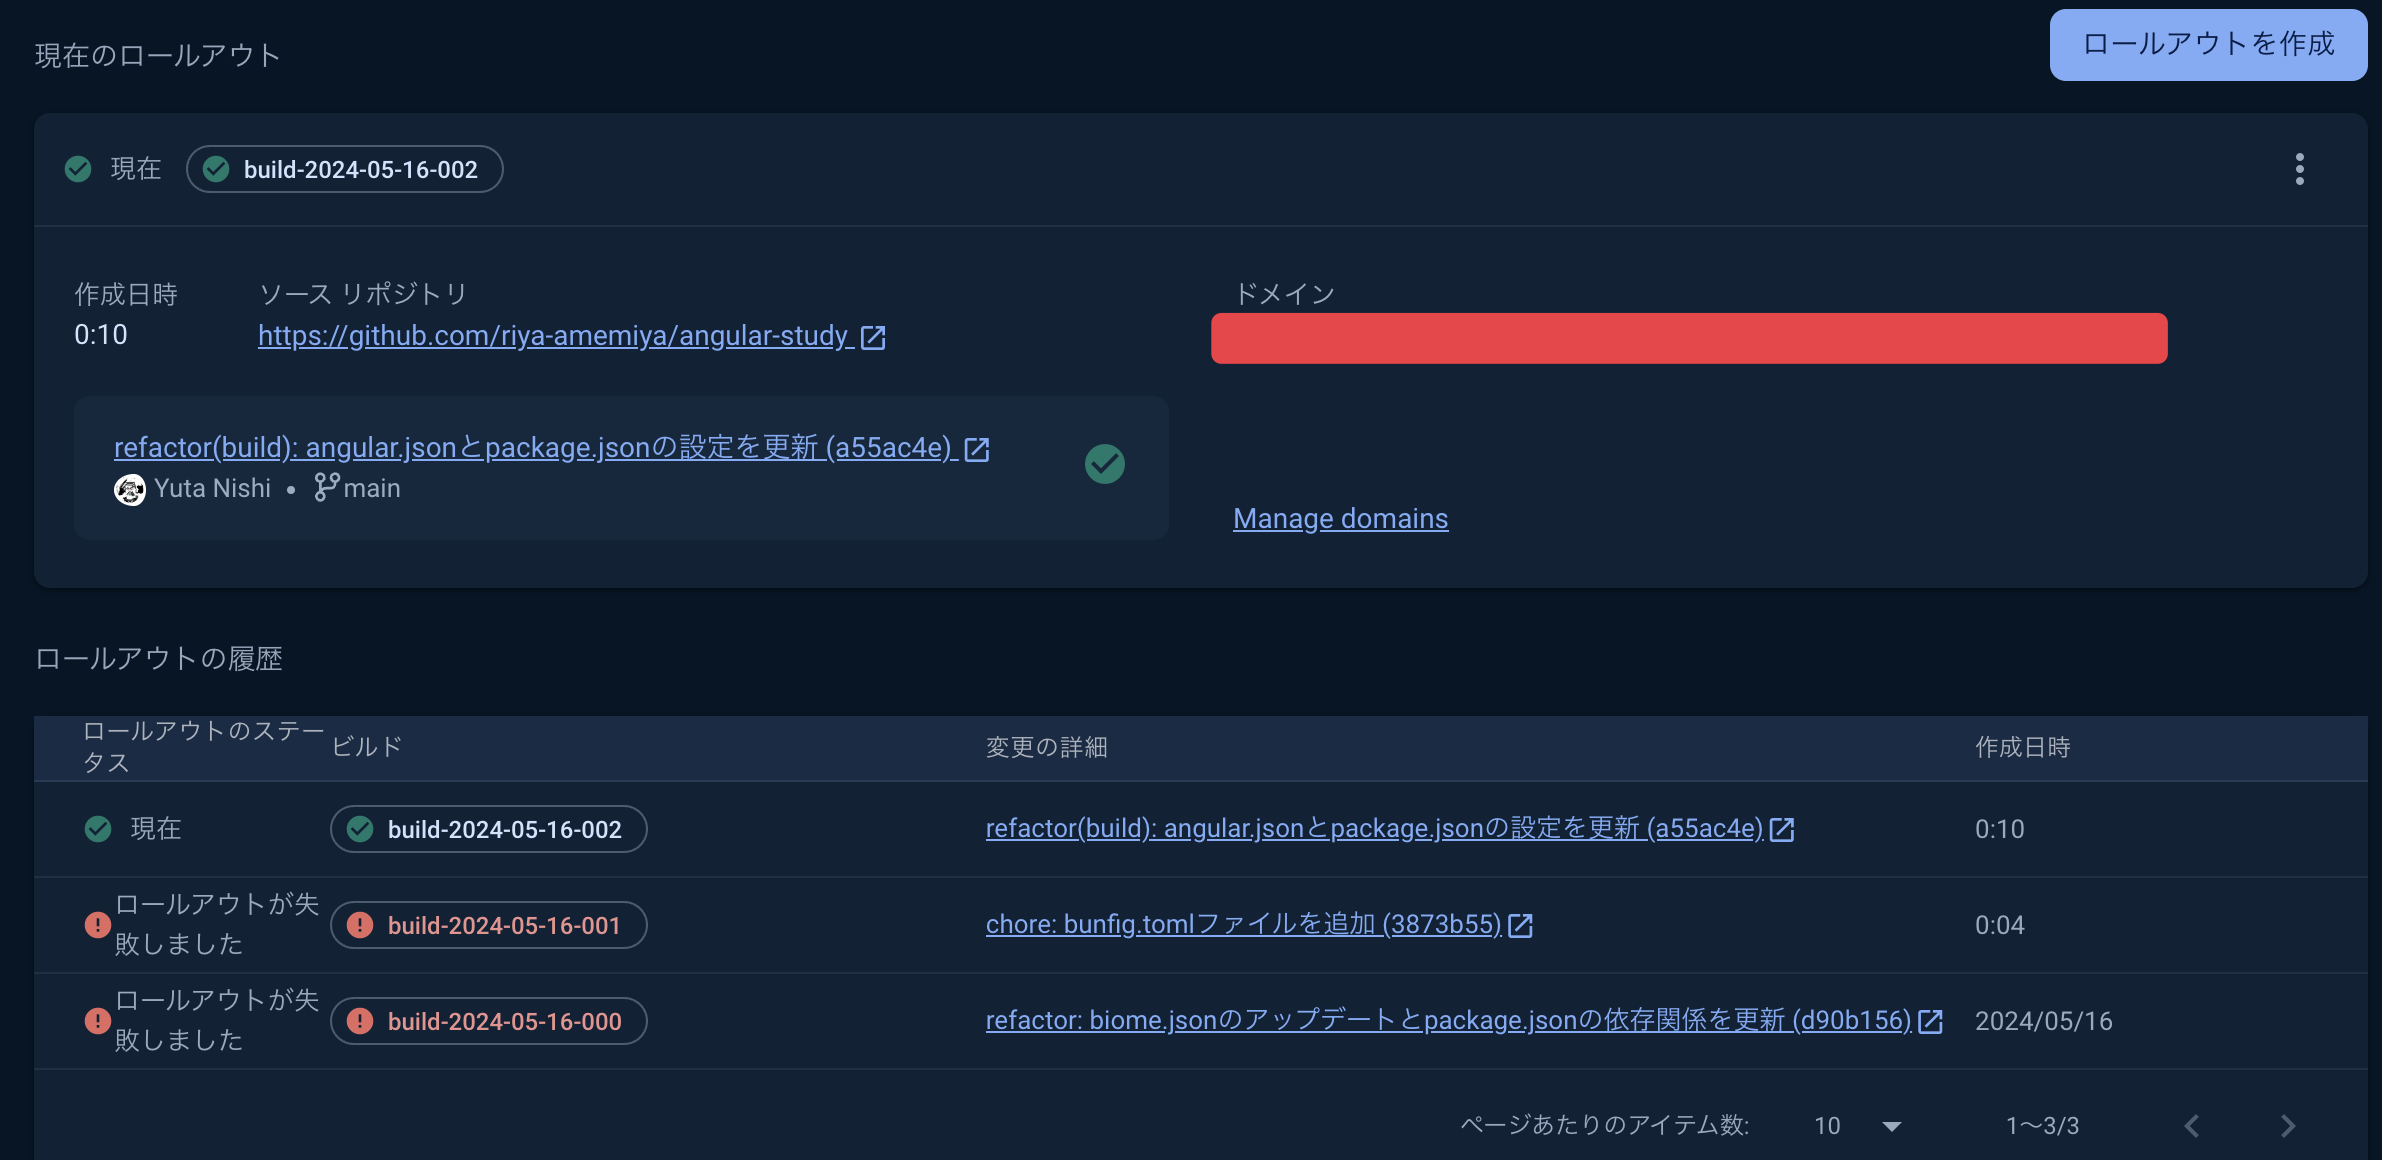 現在のロールアウト
ロールアウトを作成
現在 build-2024-05-16-002
作成日時 ソース リポジトリ ドメイン
0:10 https://github.com/riya-amemiya/angular-study
refactor(build): angular.jsonとpackage.jsonの設定を更新 (a55ac4e)
Yuta Nishi • main
Manage domains
ロールアウトの履歴
ロールアウトのステー
タス
ビルド 変更の詳細 作成日時
現在 build-2024-05-16-002 refactor(build): angular.jsonとpackage.jsonの設定を更新 (a55ac4e) 0:10
ロールアウトが失
敗しました
build-2024-05-16-001 chore: bunfig.tomlファイルを追加 (3873b55) 0:04
ロールアウトが失
敗しました
build-2024-05-16-000 refactor: biome.jsonのアップデートとpackage.jsonの依存関係を更新 (d90b156) 2024/05/16
ページあたりのアイテム数: 10 1～3/3